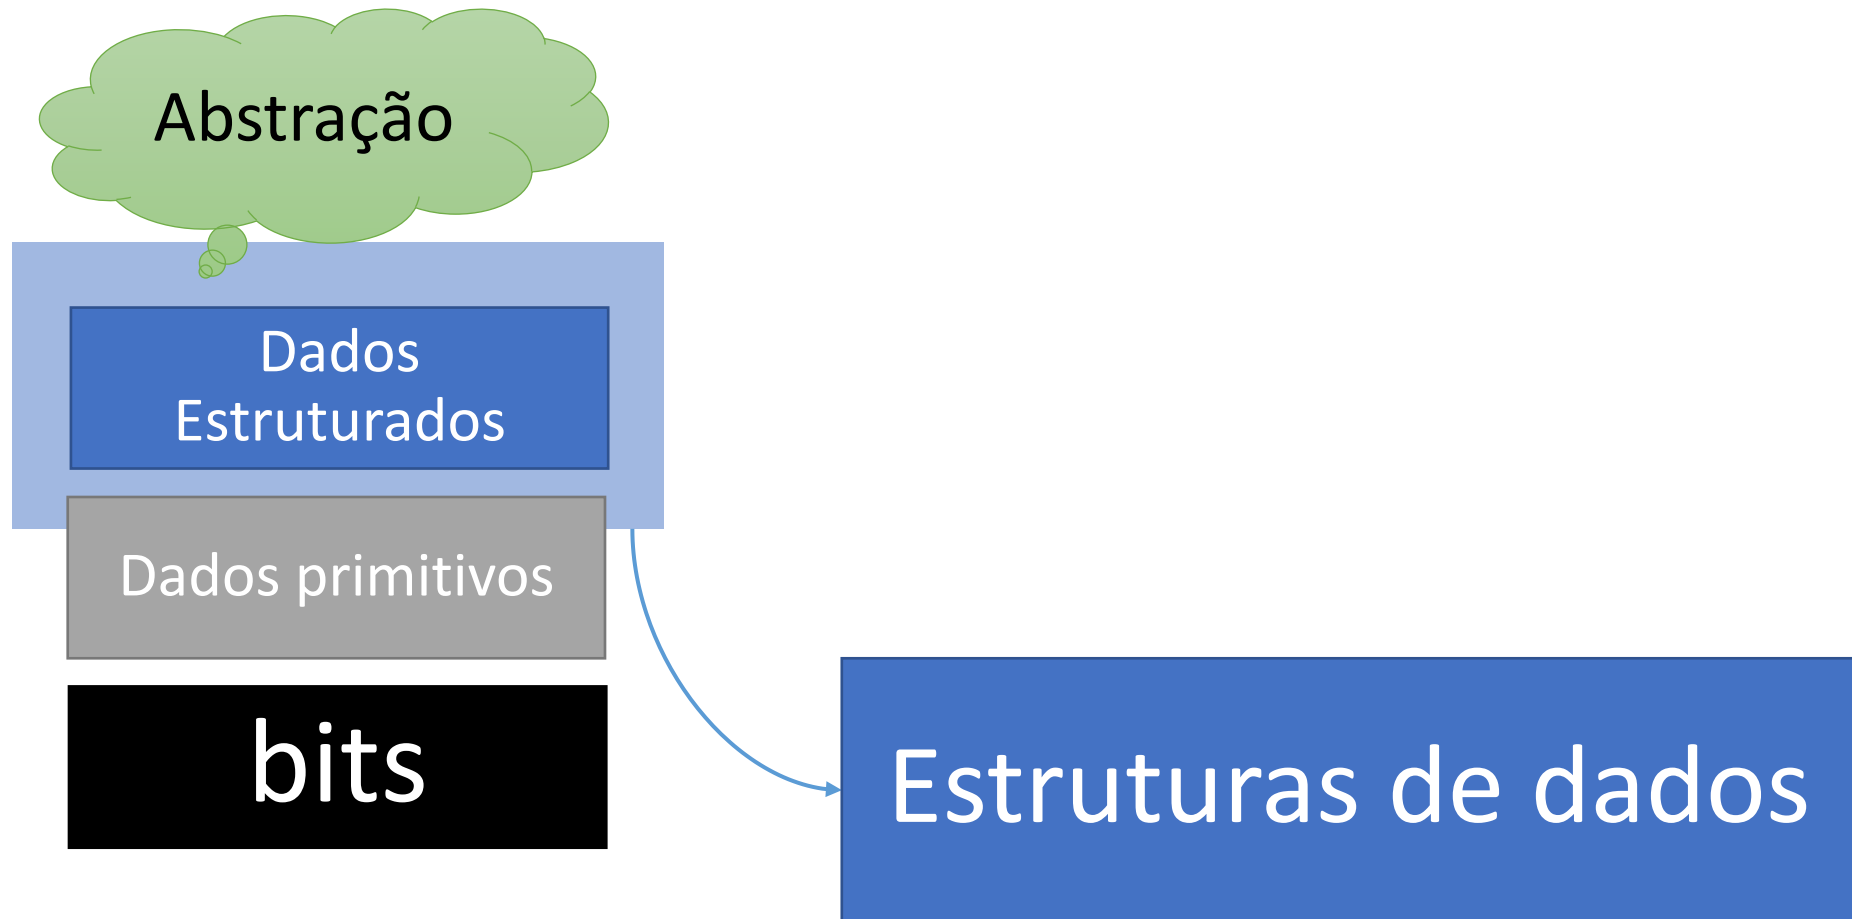 Abstração
Dados
Estruturados
Dados primitivos
bits
Estruturas de dados